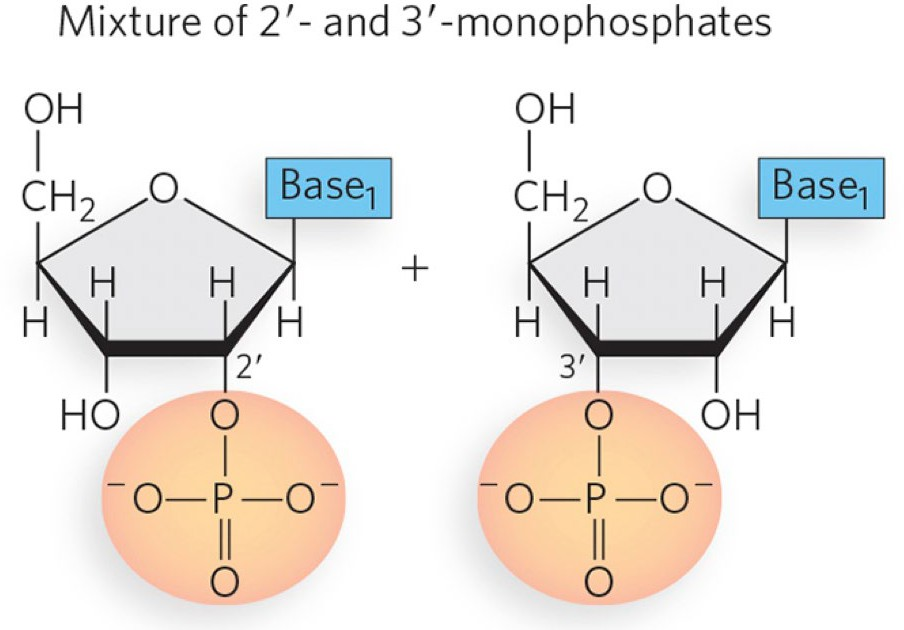 Mixture of 2′- and 3′-monophosphates
OH OH
CH₂ O Base₁ CH₂ O Base₁
H H + H H
H H H H
2′ 3′
HO O O OH
⁻O—P—O⁻ ⁻O—P—O⁻
O O